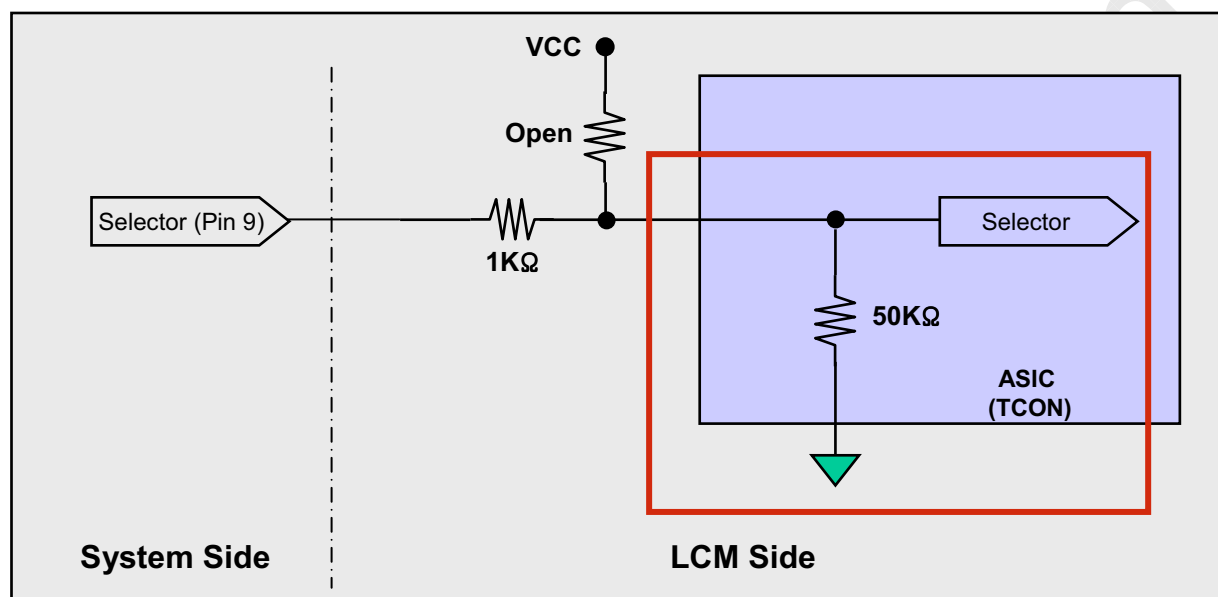 VCC
Open
Selector (Pin 9)
1KΩ
Selector
50KΩ
ASIC
(TCON)
System Side
LCM Side